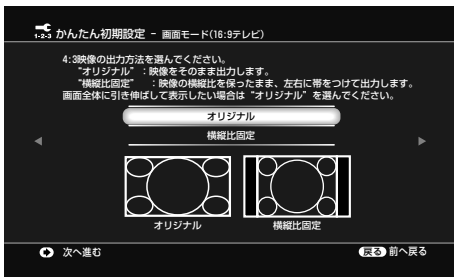 1-2-3 かんたん初期設定 - 画面モード(16:9テレビ)
4:3映像の出力方法を選んでください。
“オリジナル”：映像をそのまま出力します。
“横縦比固定”：映像の横縦比を保ったまま、左右に帯をつけて出力します。
画面全体に引き伸ばして表示したい場合は“オリジナル”を選んでください。
オリジナル
横縦比固定
オリジナル 横縦比固定
次へ進む 戻る 前へ戻る